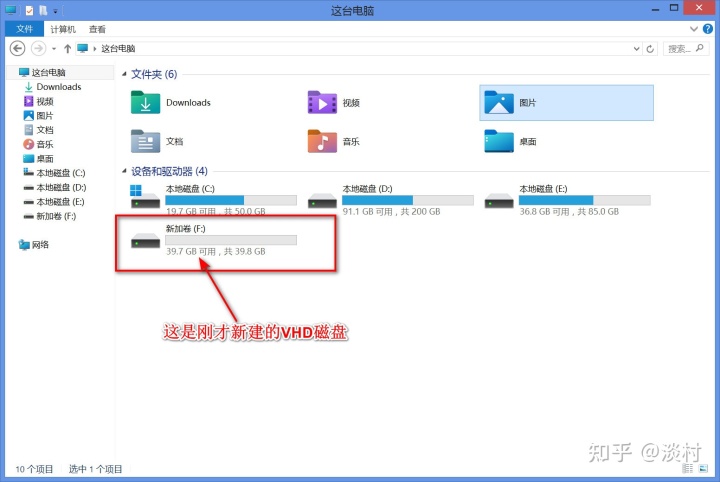 这台电脑
文件 计算机 查看
这台电脑 搜索...
这台电脑
Downloads
视频
图片
文档
音乐
桌面
本地磁盘 (C:)
本地磁盘 (D:)
本地磁盘 (E:)
新加卷 (F:)
网络
文件夹 (6)
Downloads 视频 图片
文档 音乐 桌面
设备和驱动器 (4)
本地磁盘 (C:) 本地磁盘 (D:) 本地磁盘 (E:)
19.7 GB 可用，共 50.0 GB 91.1 GB 可用，共 200 GB 36.8 GB 可用，共 85.0 GB
新加卷 (F:)
39.7 GB 可用，共 39.8 GB
这是刚才新建的VHD磁盘
知乎 @淡村
10 个项目 选中 1 个项目